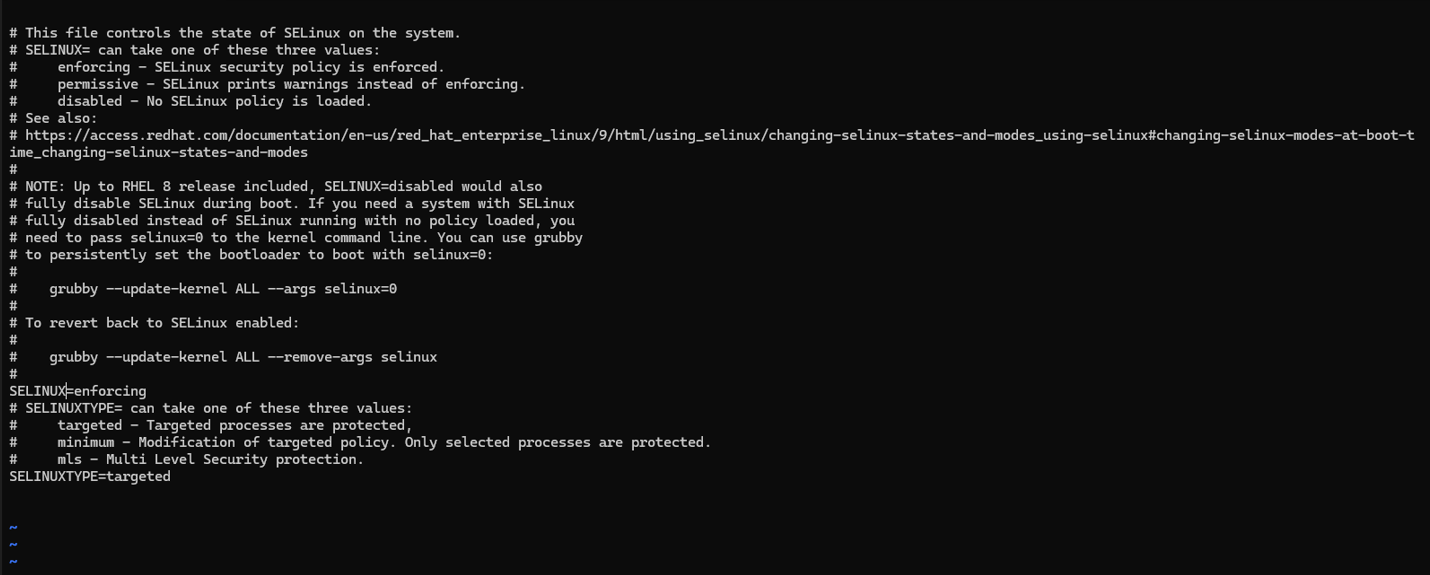 # This file controls the state of SELinux on the system.
# SELINUX= can take one of these three values:
#     enforcing - SELinux security policy is enforced.
#     permissive - SELinux prints warnings instead of enforcing.
#     disabled - No SELinux policy is loaded.
# See also:
# https://access.redhat.com/documentation/en-us/red_hat_enterprise_linux/9/html/using_selinux/changing-selinux-states-and-modes_using-selinux#changing-selinux-modes-at-boot-t
ime_changing-selinux-states-and-modes
#
# NOTE: Up to RHEL 8 release included, SELINUX=disabled would also
# fully disable SELinux during boot. If you need a system with SELinux
# fully disabled instead of SELinux running with no policy loaded, you
# need to pass selinux=0 to the kernel command line. You can use grubby
# to persistently set the bootloader to boot with selinux=0:
#
#    grubby --update-kernel ALL --args selinux=0
#
# To revert back to SELinux enabled:
#
#    grubby --update-kernel ALL --remove-args selinux
#
SELINUX=enforcing
# SELINUXTYPE= can take one of these three values:
#     targeted - Targeted processes are protected,
#     minimum - Modification of targeted policy. Only selected processes are protected.
#     mls - Multi Level Security protection.
SELINUXTYPE=targeted
~
~
~